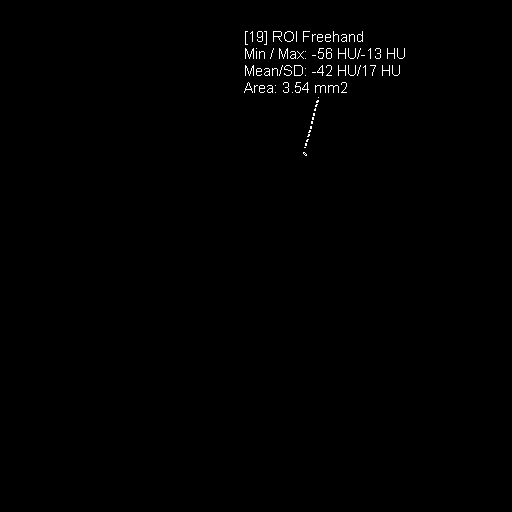 [19] ROI Freehand
Min / Max: -56 HU/-13 HU
Mean/SD: -42 HU/17 HU
Area: 3.54 mm2